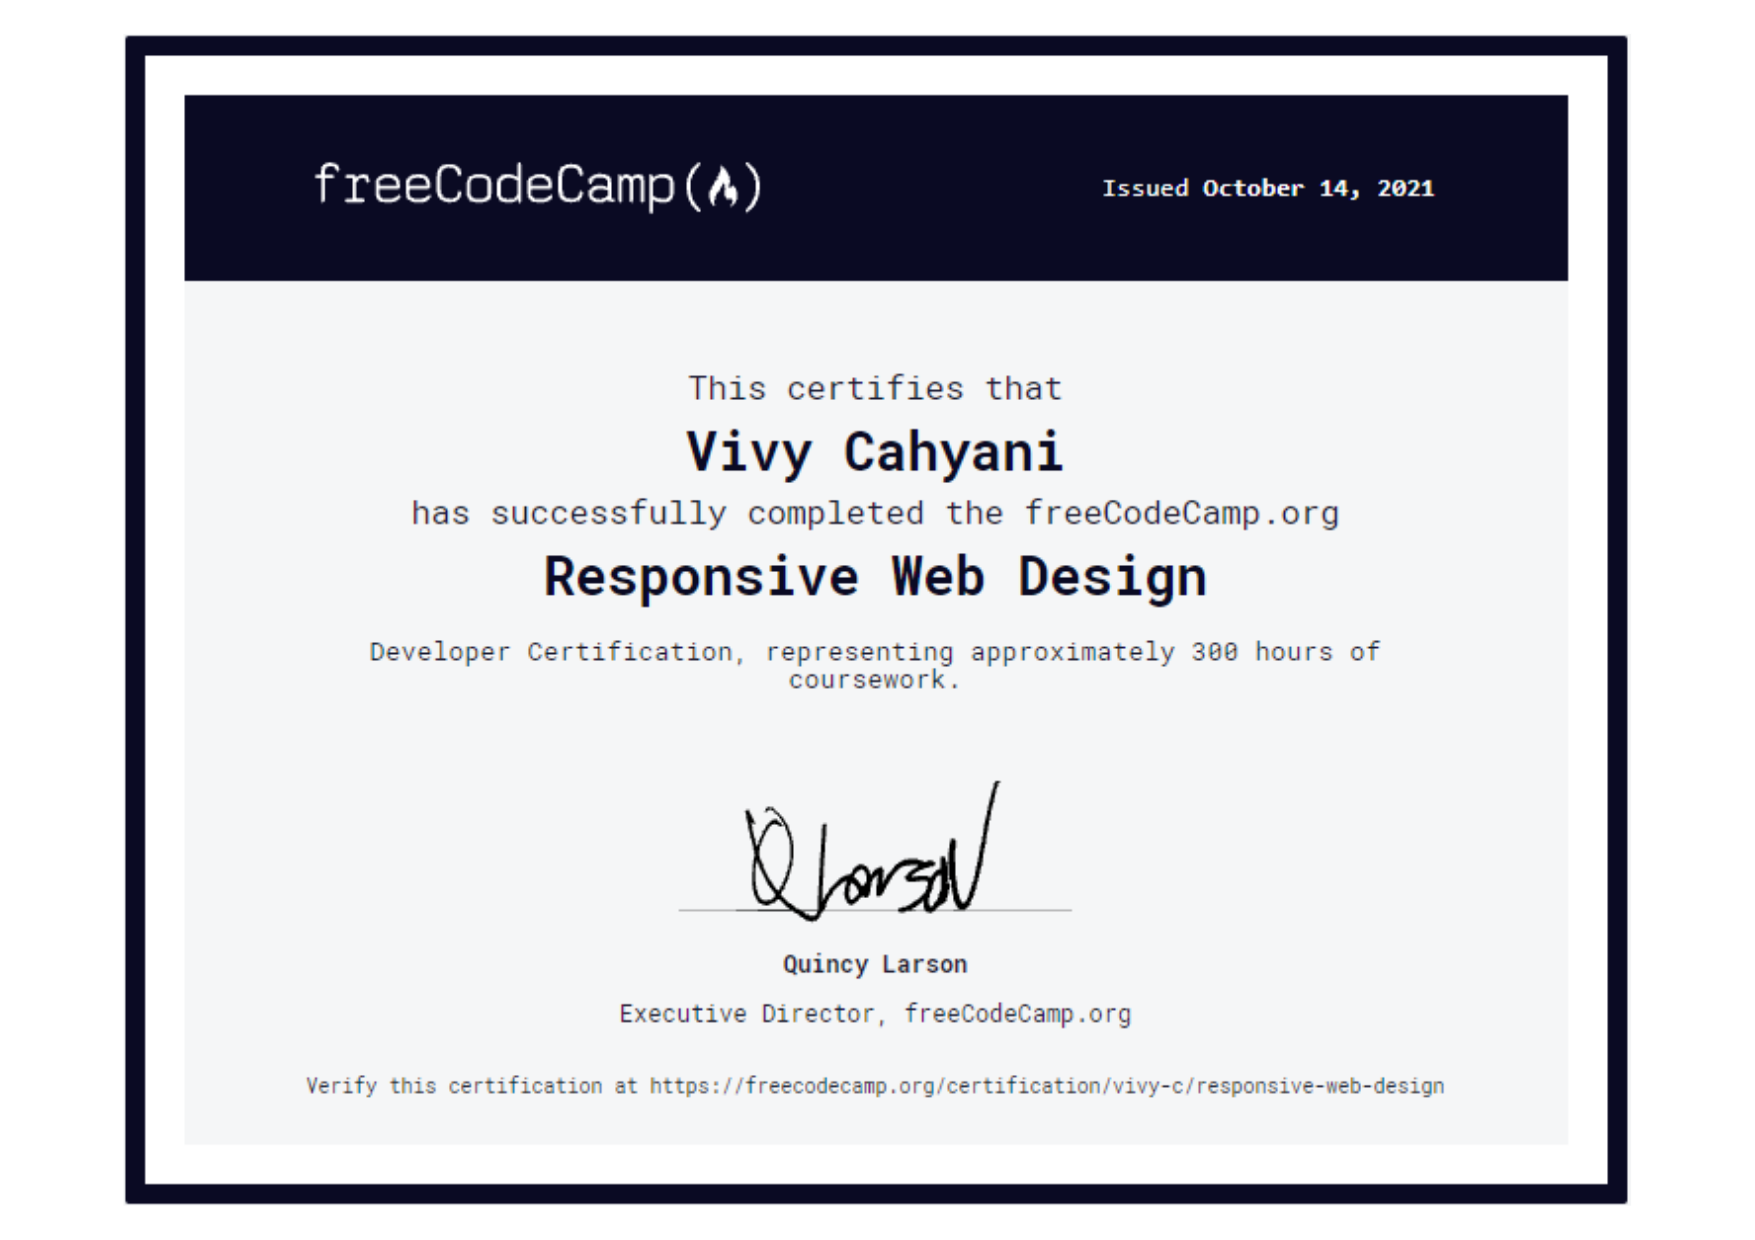 freeCodeCamp(🔥)
Issued October 14, 2021
This certifies that
Vivy Cahyani
has successfully completed the freeCodeCamp.org
Responsive Web Design
Developer Certification, representing approximately 300 hours of
coursework.
Q Larson
Quincy Larson
Executive Director, freeCodeCamp.org
Verify this certification at https://freecodecamp.org/certification/vivy-c/responsive-web-design